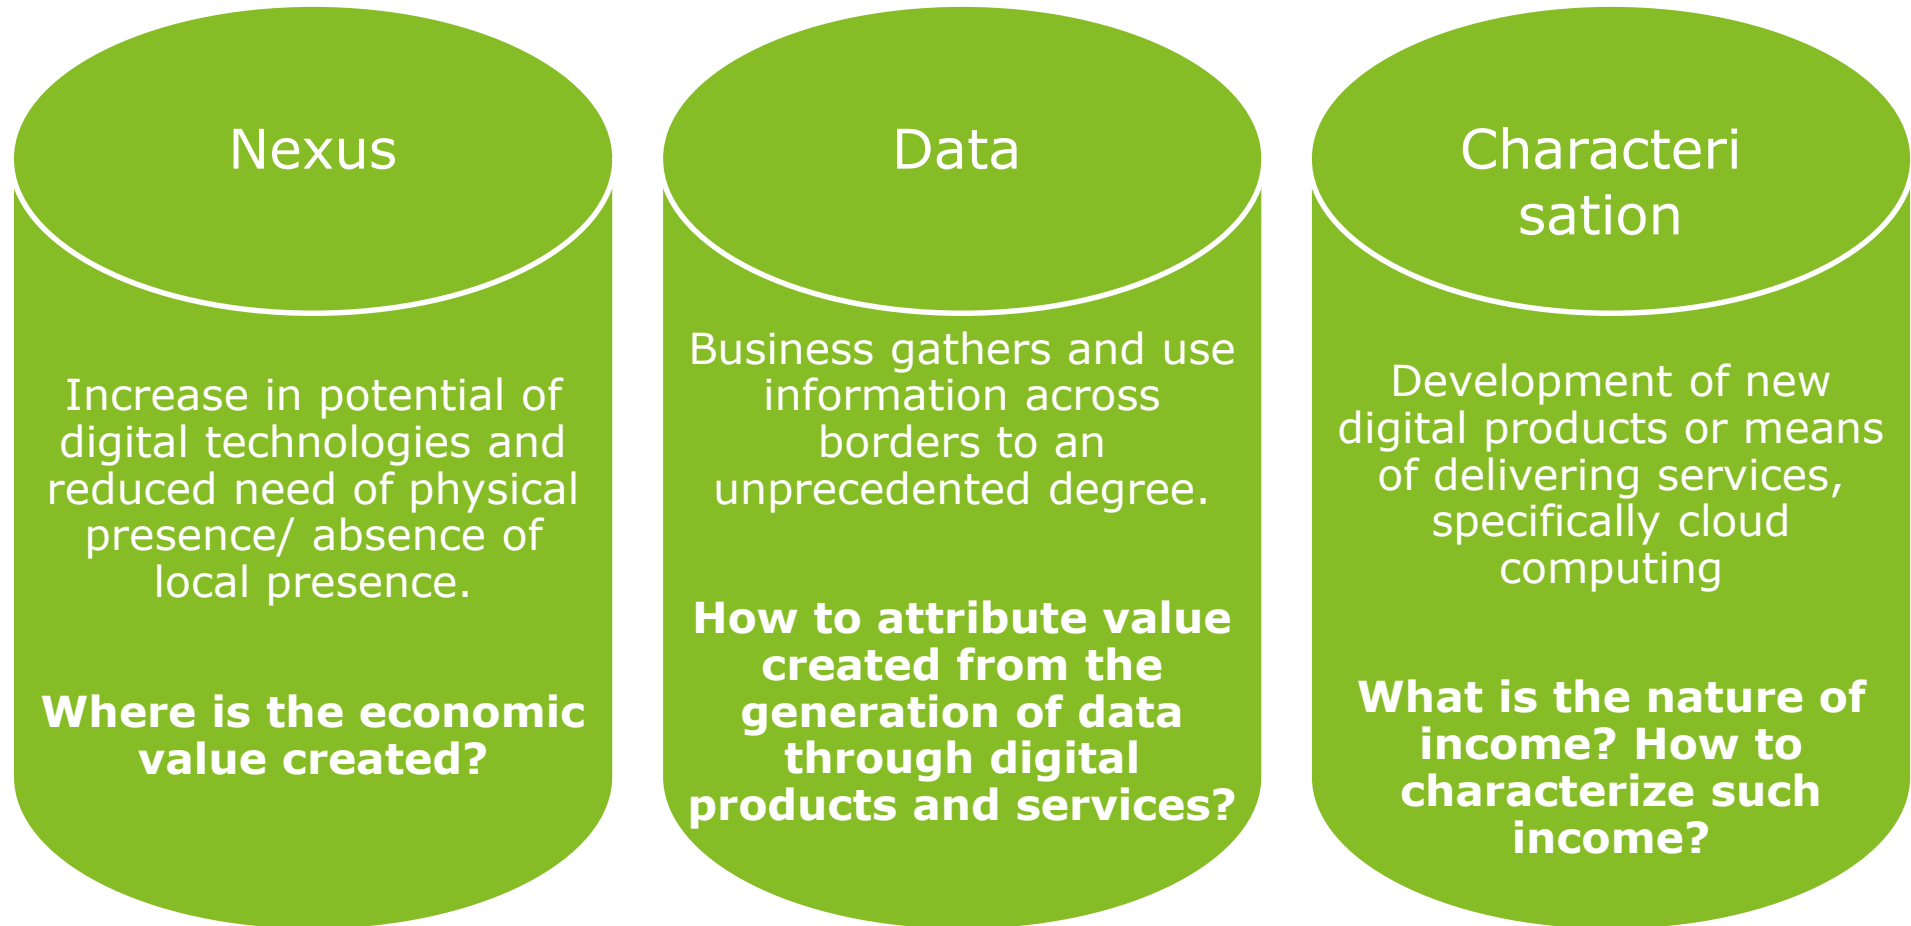 Nexus
Increase in potential of
digital technologies and
reduced need of physical
presence/ absence of
local presence.
Where is the economic
value created?
Data
Business gathers and use
information across
borders to an
unprecedented degree.
How to attribute value
created from the
generation of data
through digital
products and services?
Characteri
sation
Development of new
digital products or means
of delivering services,
specifically cloud
computing
What is the nature of
income? How to
characterize such
income?